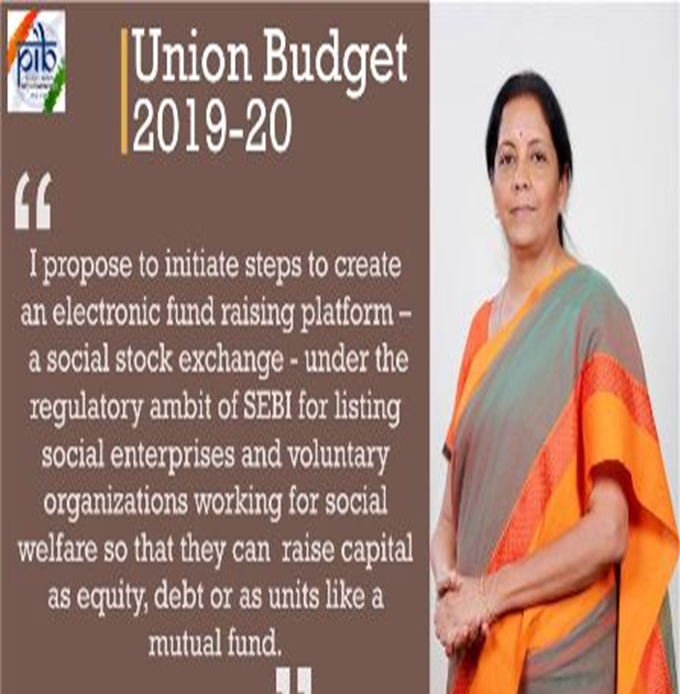 pib
Union Budget
2019-20
“
I propose to initiate steps to create
an electronic fund raising platform –
a social stock exchange - under the
regulatory ambit of SEBI for listing
social enterprises and voluntary
organizations working for social
welfare so that they can raise capital
as equity, debt or as units like a
mutual fund.
”